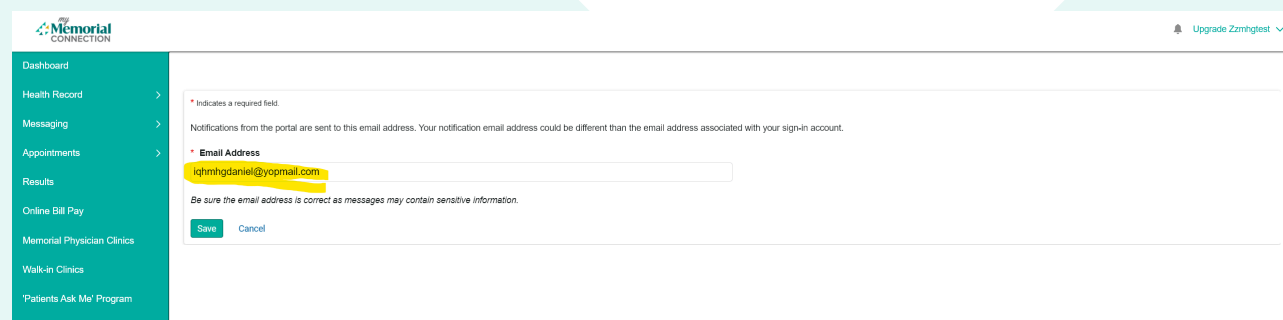 my
Memorial
CONNECTION
Upgrade Zzmhgtest
Dashboard
Health Record
Messaging
Appointments
Results
Online Bill Pay
Memorial Physician Clinics
Walk-in Clinics
'Patients Ask Me' Program
* Indicates a required field.
Notifications from the portal are sent to this email address. Your notification email address could be different than the email address associated with your sign-in account.
* Email Address
iqhmhgdaniel@yopmail.com
Be sure the email address is correct as messages may contain sensitive information.
Save Cancel